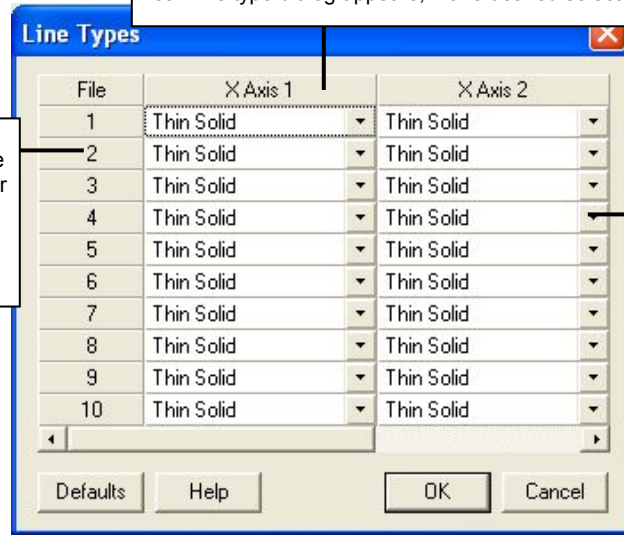 Line Types
File X Axis 1 X Axis 2
1 Thin Solid Thin Solid
2 Thin Solid Thin Solid
3 Thin Solid Thin Solid
4 Thin Solid Thin Solid
5 Thin Solid Thin Solid
6 Thin Solid Thin Solid
7 Thin Solid Thin Solid
8 Thin Solid Thin Solid
9 Thin Solid Thin Solid
10 Thin Solid Thin Solid
Defaults Help OK Cancel